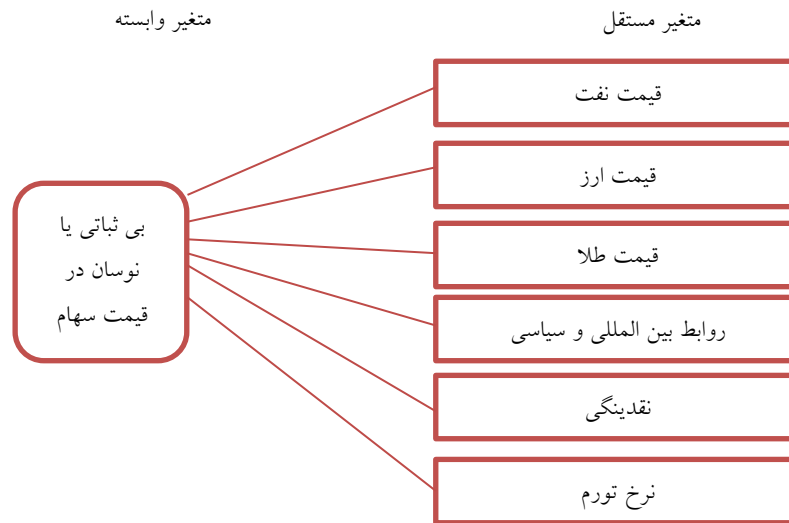 متغیر مستقل
متغیر وابسته
قیمت نفت
قیمت ارز
قیمت طلا
روابط بین المللی و سیاسی
نقدینگی
نرخ تورم
بی ثباتی یا
نوسان در
قیمت سهام